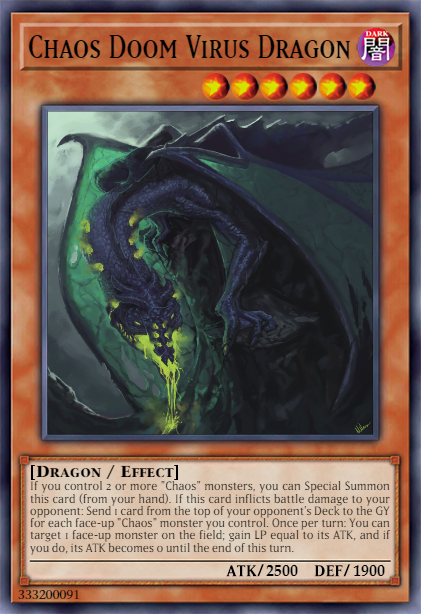 Chaos Doom Virus Dragon
DARK
闇
[Dragon / Effect]
If you control 2 or more "Chaos" monsters, you can Special Summon
this card (from your hand). If this card inflicts battle damage to your
opponent: Send 1 card from the top of your opponent's Deck to the GY
for each face-up "Chaos" monster you control. Once per turn: You can
target 1 face-up monster on the field; gain LP equal to its ATK, and if
you do, its ATK becomes 0 until the end of this turn.
ATK/2500 DEF/1900
333200091